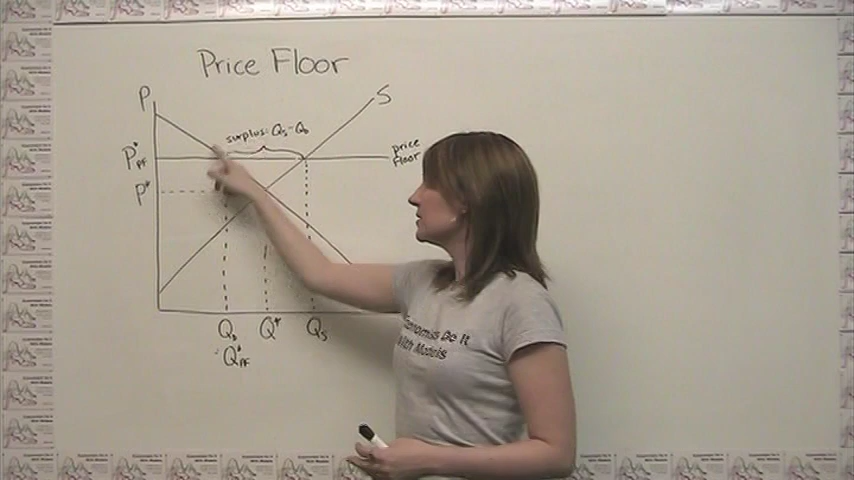 Price Floor
P
S
surplus: Qs-QD
P*PF
price
floor
P*
QD
Q*
Qs
= Q*PF
Economists Do It
With Models